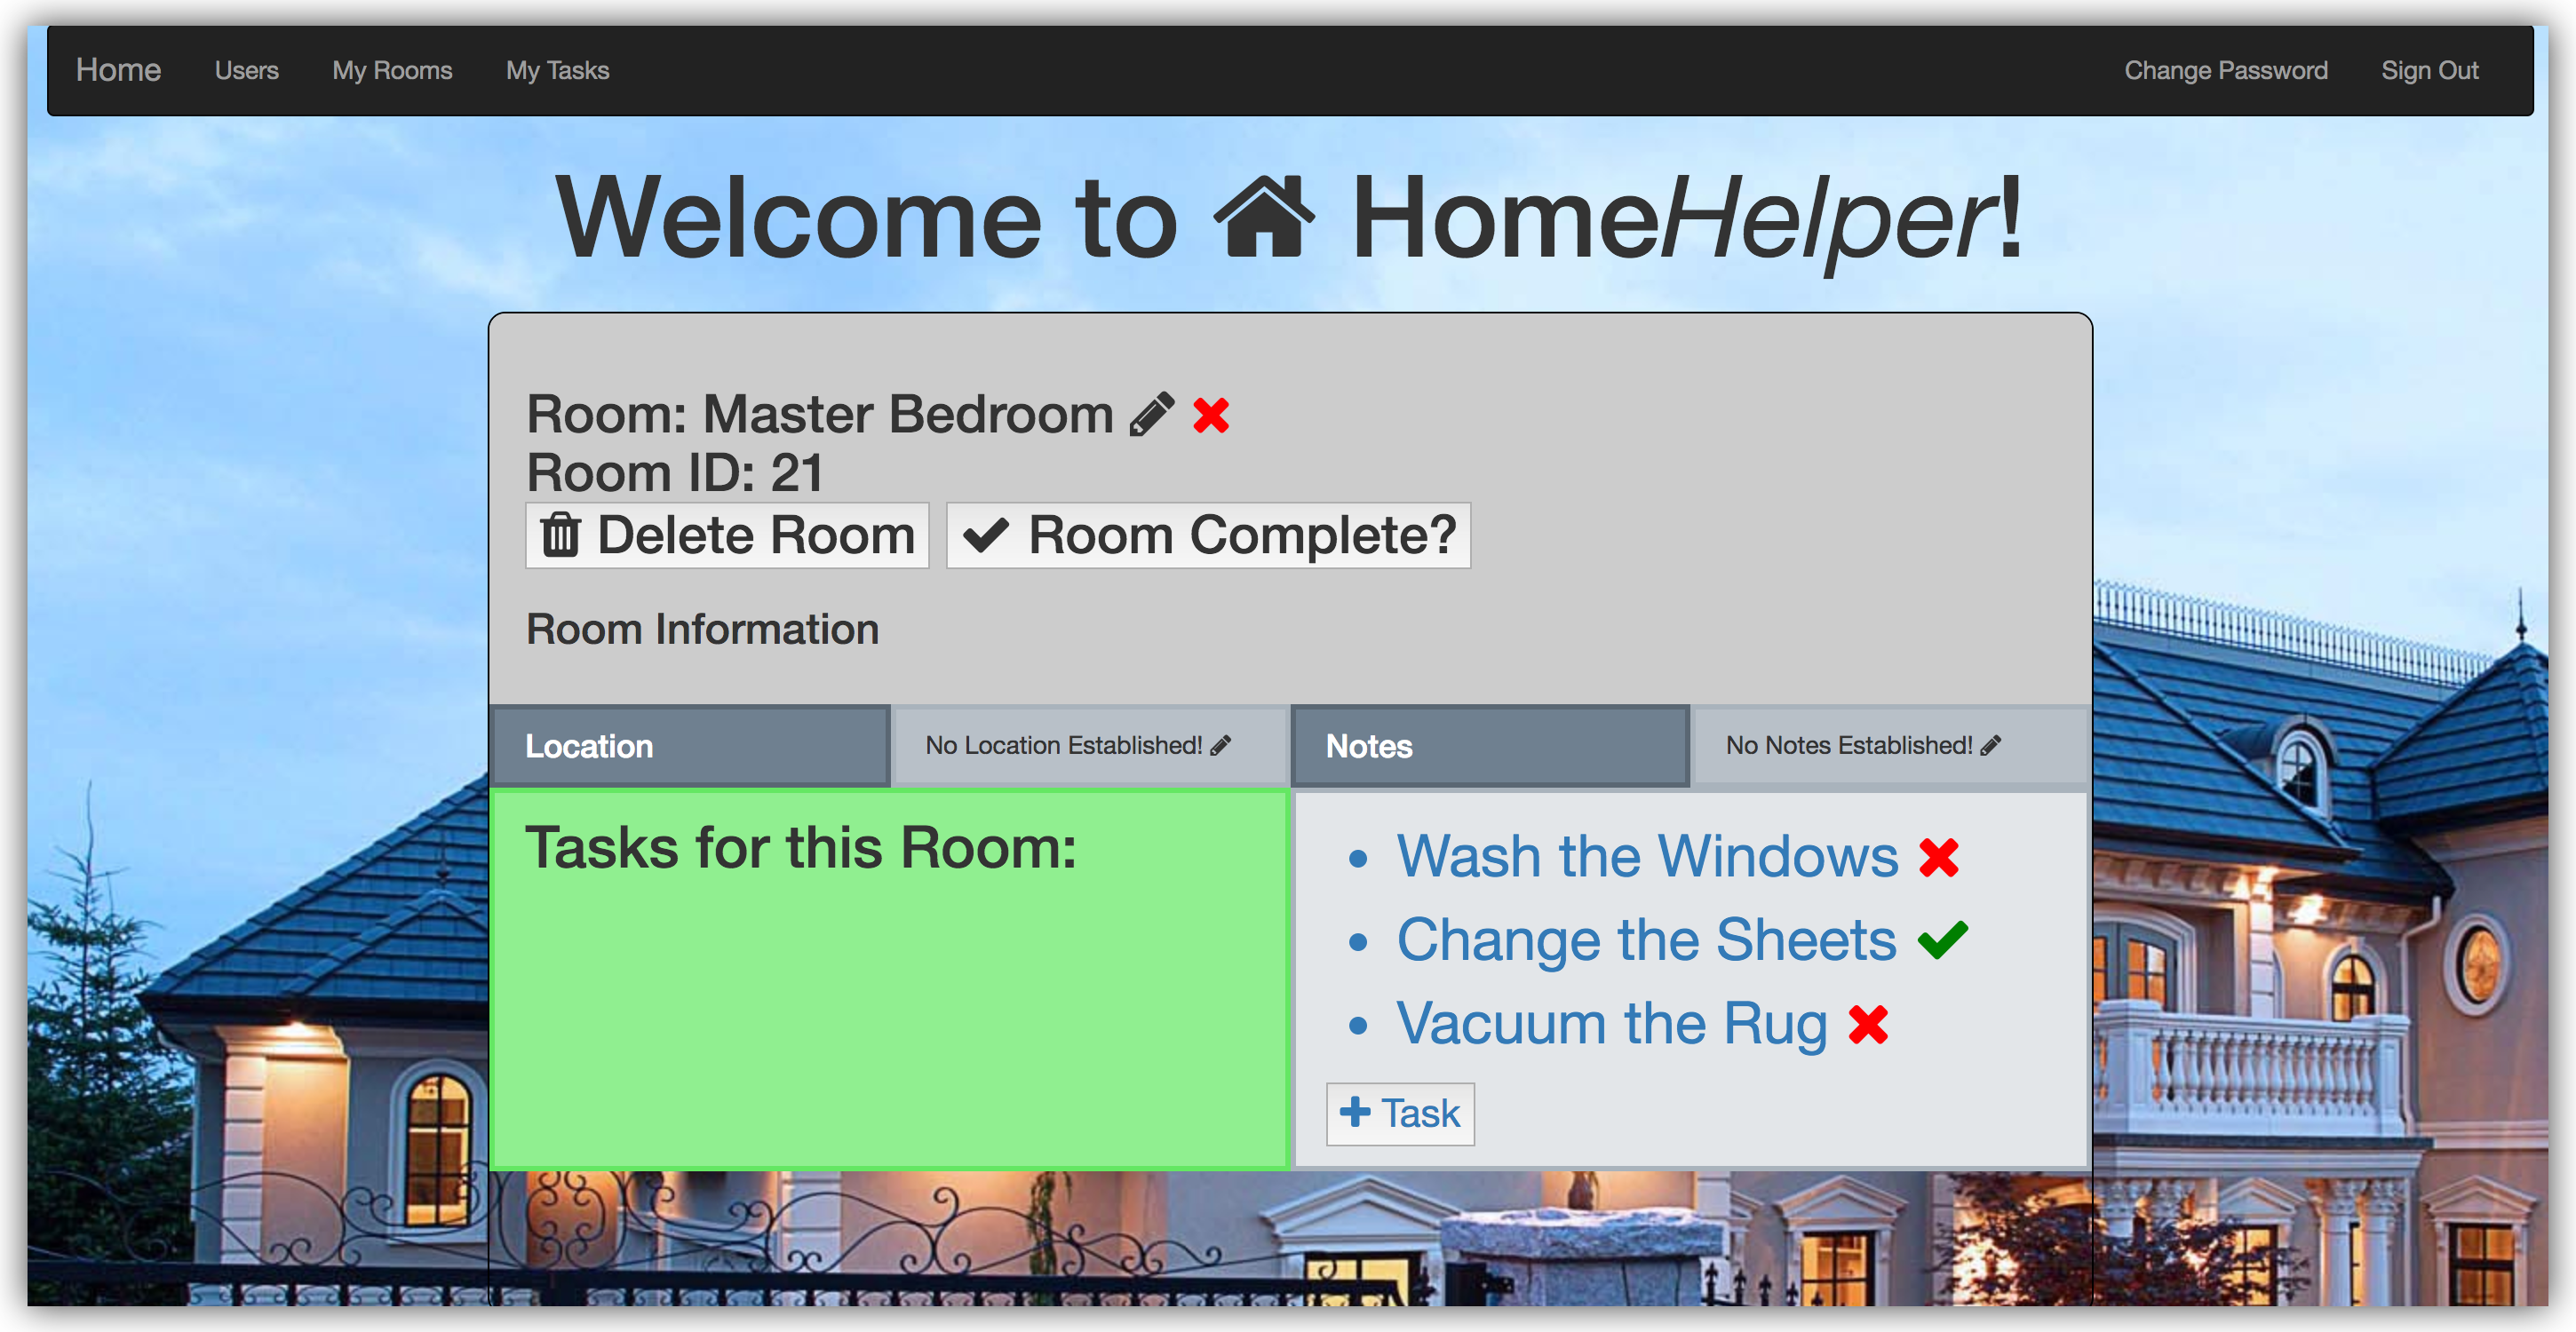 Home Users My Rooms My Tasks Change Password Sign Out
Welcome to HomeHelper!
Room: Master Bedroom
Room ID: 21
Delete Room Room Complete?
Room Information
Location No Location Established! Notes No Notes Established!
Tasks for this Room:
Wash the Windows
Change the Sheets
Vacuum the Rug
Task